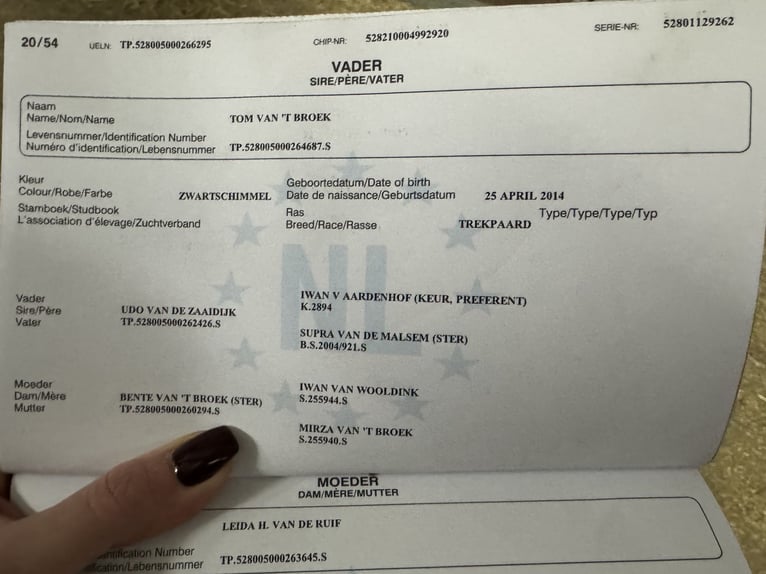 20/54 UELN: TP.528005000266295 CHIP-NR: 528210004992920 SERIE-NR: 52801129262
VADER
SIRE/PÈRE/VATER
Naam
Name/Nom/Name TOM VAN 'T BROEK
Levensnummer/Identification Number
Numéro d'identification/Lebensnummer TP.528005000264687.S
Kleur
Colour/Robe/Farbe ZWARTSCHIMMEL
Geboortedatum/Date of birth
Date de naissance/Geburtsdatum 25 APRIL 2014
Stamboek/Studbook
L'association d'élevage/Zuchtverband
Ras
Breed/Race/Rasse TREKPAARD
Type/Type/Type/Typ
NL
Vader
Sire/Père UDO VAN DE ZAAIDIJK
Vater TP.528005000262426.S
IWAN V AARDENHOF (KEUR, PREFERENT)
K.2894
SUPRA VAN DE MALSEM (STER)
B.S.2004/921.S
Moeder
Dam/Mère BENTE VAN 'T BROEK (STER)
Mutter TP.528005000260294.S
IWAN VAN WOOLDINK
S.255944.S
MIRZA VAN 'T BROEK
S.255940.S
MOEDER
DAM/MÈRE/MUTTER
LEIDA H. VAN DE RUIF
entification Number
ication/Lebensnummer TP.528005000263645.S